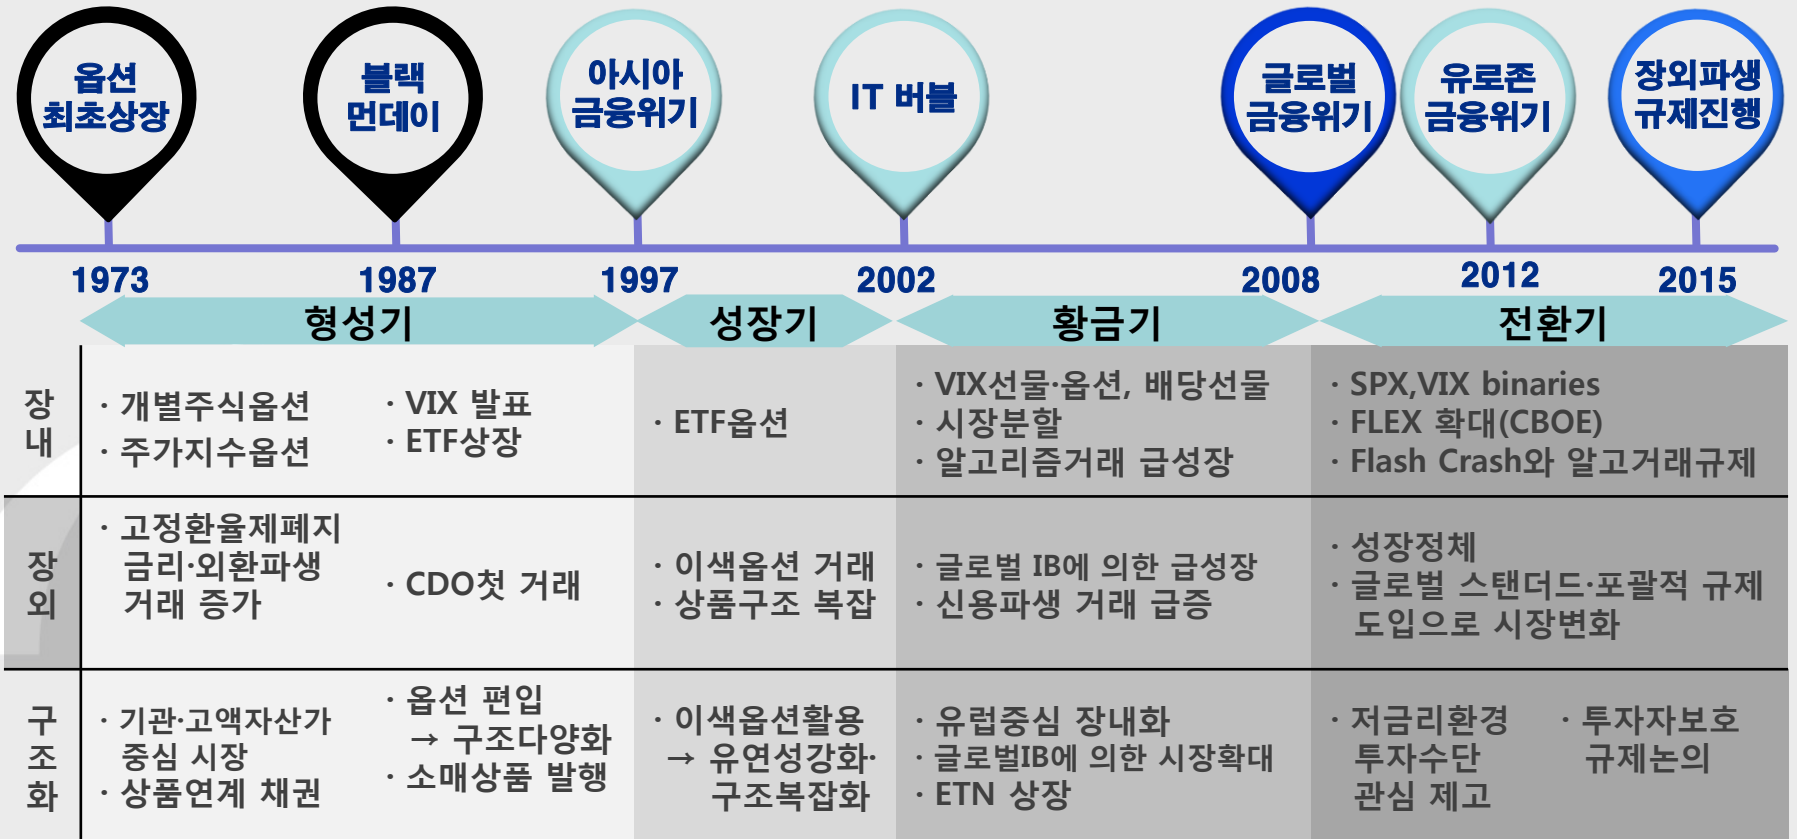 옵션
최초상장
블랙
먼데이
아시아
금융위기
IT 버블
글로벌
금융위기
유로존
금융위기
장외파생
규제진행
1973
1987
1997
2002
2008
2012
2015
형성기
성장기
황금기
전환기
장
내
· 개별주식옵션
· 주가지수옵션
· VIX 발표
· ETF상장
· ETF옵션
· VIX선물·옵션, 배당선물
· 시장분할
· 알고리즘거래 급성장
· SPX,VIX binaries
· FLEX 확대(CBOE)
· Flash Crash와 알고거래규제
장
외
· 고정환율제폐지
금리·외환파생
거래 증가
· CDO첫 거래
· 이색옵션 거래
· 상품구조 복잡
· 글로벌 IB에 의한 급성장
· 신용파생 거래 급증
· 성장정체
· 글로벌 스탠더드·포괄적 규제
도입으로 시장변화
구
조
화
· 기관·고액자산가
중심 시장
· 상품연계 채권
· 옵션 편입
→ 구조다양화
· 소매상품 발행
· 이색옵션활용
→ 유연성강화·
구조복잡화
· 유럽중심 장내화
· 글로벌IB에 의한 시장확대
· ETN 상장
· 저금리환경
투자수단
관심 제고
· 투자자보호
규제논의